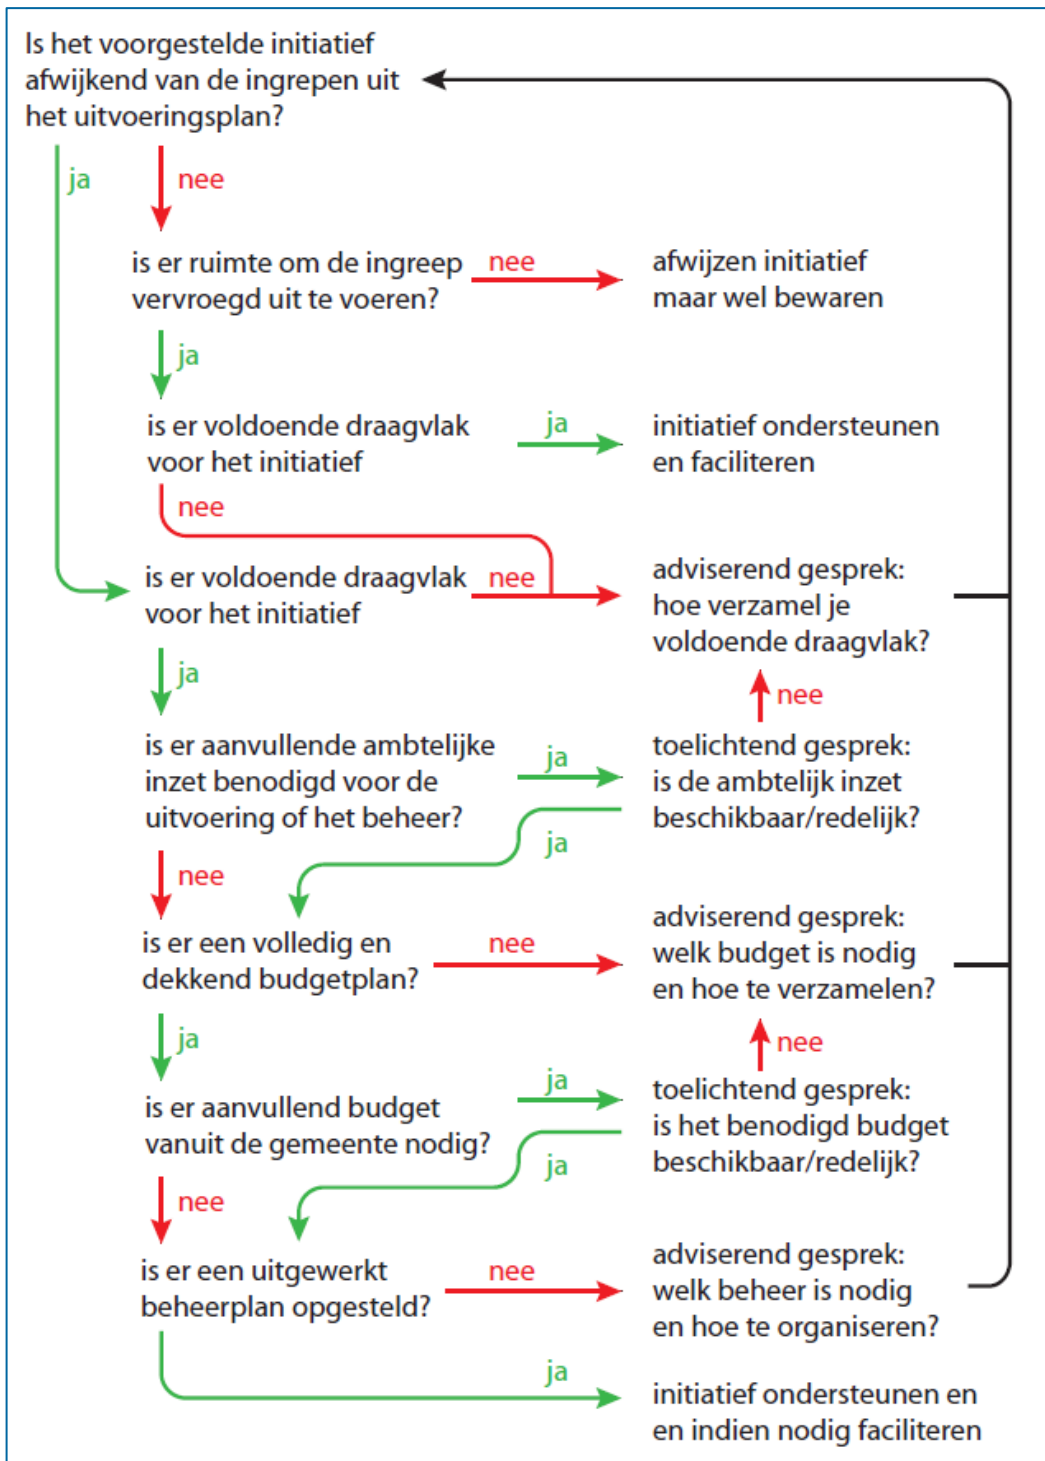 Is het voorgestelde initiatief
afwijkend van de ingrepen uit
het uitvoeringsplan?
ja
nee
is er ruimte om de ingreep
vervroegd uit te voeren?
nee
afwijzen initiatief
maar wel bewaren
ja
is er voldoende draagvlak
voor het initiatief
ja
initiatief ondersteunen
en faciliteren
nee
is er voldoende draagvlak
voor het initiatief
nee
adviserend gesprek:
hoe verzamel je
voldoende draagvlak?
ja
nee
is er aanvullende ambtelijke
inzet benodigd voor de
uitvoering of het beheer?
ja
toelichtend gesprek:
is de ambtelijk inzet
beschikbaar/redelijk?
ja
nee
is er een volledig en
dekkend budgetplan?
nee
adviserend gesprek:
welk budget is nodig
en hoe te verzamelen?
ja
nee
is er aanvullend budget
vanuit de gemeente nodig?
ja
toelichtend gesprek:
is het benodigd budget
beschikbaar/redelijk?
ja
nee
is er een uitgewerkt
beheerplan opgesteld?
nee
adviserend gesprek:
welk beheer is nodig
en hoe te organiseren?
ja
initiatief ondersteunen en
en indien nodig faciliteren